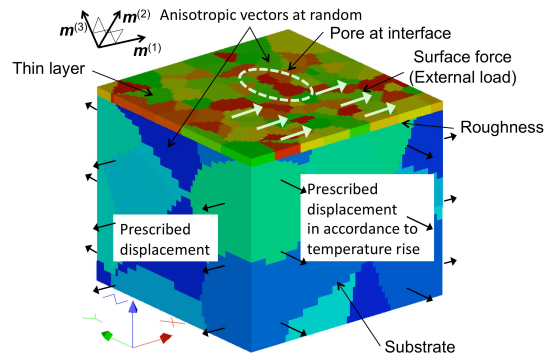 Anisotropic vectors at random
m(3)
m(2)
m(1)
Pore at interface
Surface force
(External load)
Thin layer
Roughness
Prescribed
displacement
in accordance to
temperature rise
Prescribed
displacement
Substrate
Z
Y
X